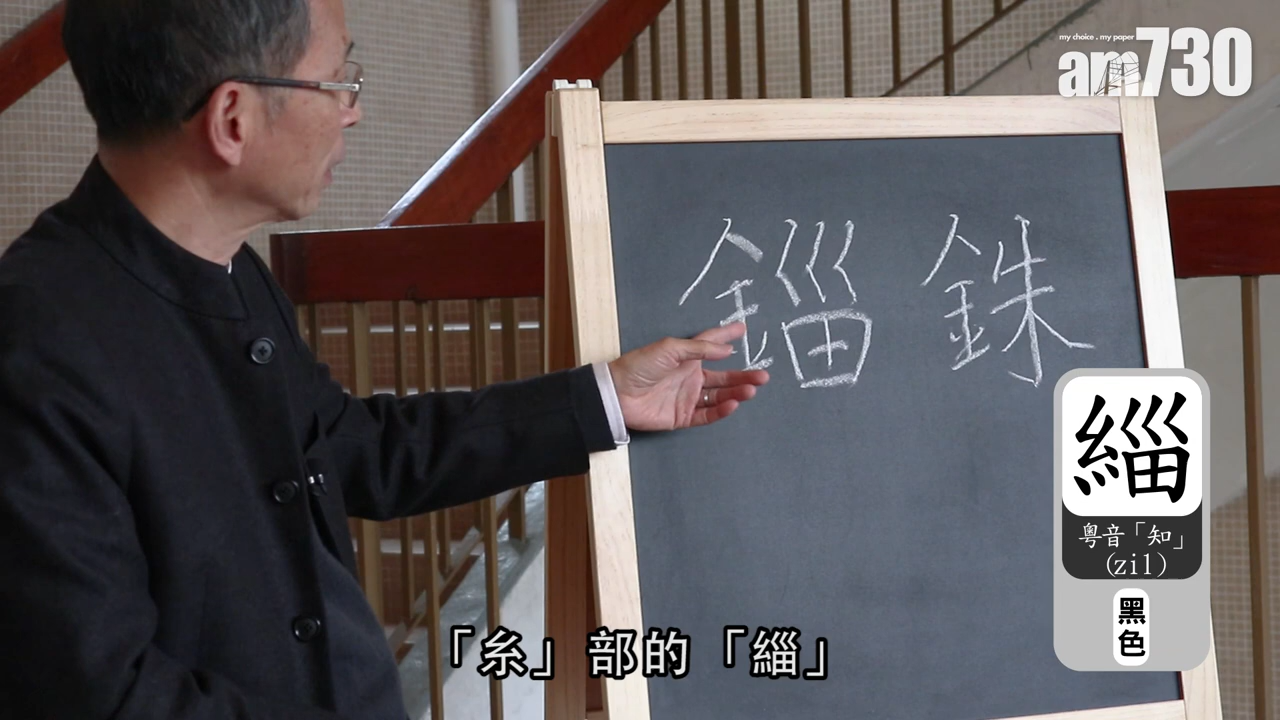 my choice . my paper
am730
錙 銖
緇
粵音「知」
(zi1)
黑色
「糸」部的「緇」